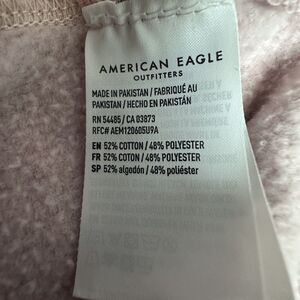 AMERICAN EAGLE
OUTFITTERS
MADE IN PAKISTAN / FABRIQUÉ AU
PAKISTAN / HECHO EN PAKISTÁN
RN 54485 / CA 03873
RFC# AEM120605U9A
EN 52% COTTON / 48% POLYESTER
FR 52% COTON / 48% POLYESTER
SP 52% algodón / 48% poliéster